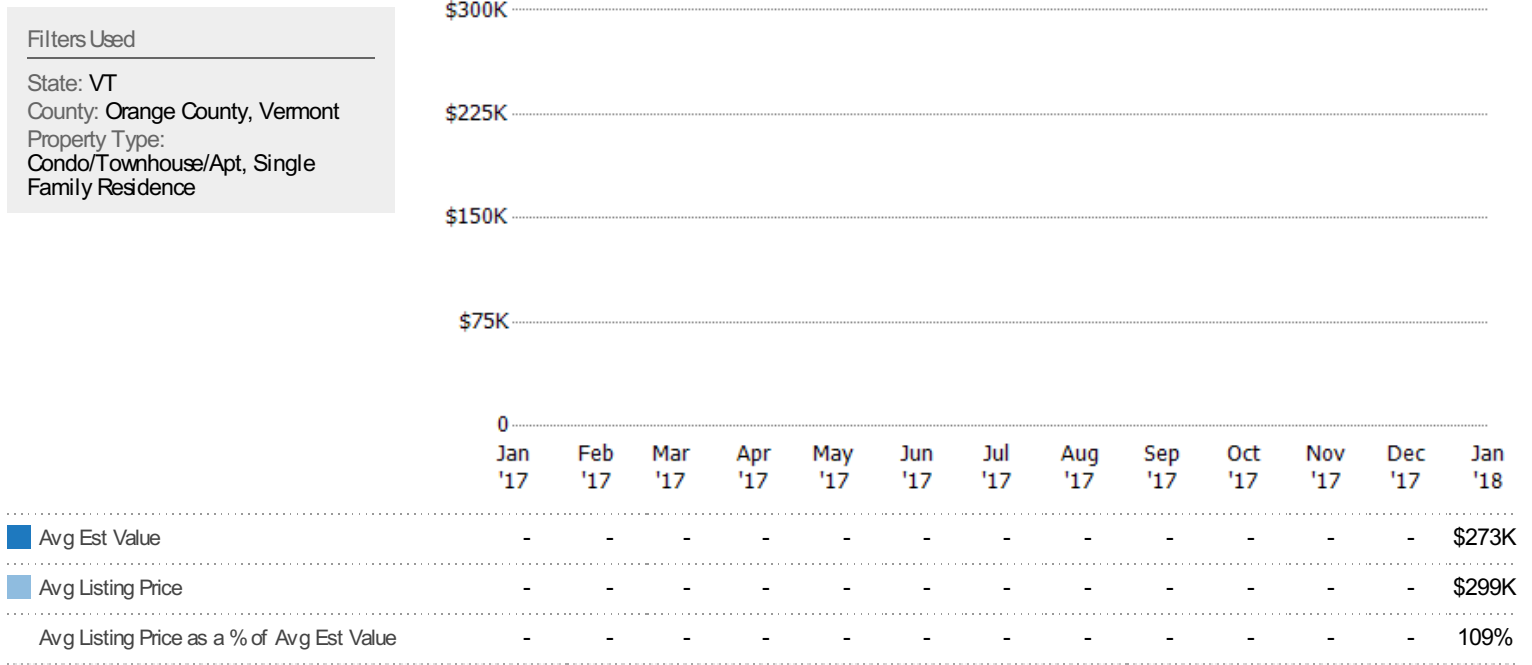 Filters Used
State: VT
County: Orange County, Vermont
Property Type:
Condo/Townhouse/Apt, Single
Family Residence
$300K
$225K
$150K
$75K
0
Jan Feb Mar Apr May Jun Jul Aug Sep Oct Nov Dec Jan
'17 '17 '17 '17 '17 '17 '17 '17 '17 '17 '17 '17 '18
Avg Est Value - - - - - - - - - - - - $273K
Avg Listing Price - - - - - - - - - - - - $299K
Avg Listing Price as a % of Avg Est Value - - - - - - - - - - - - 109%